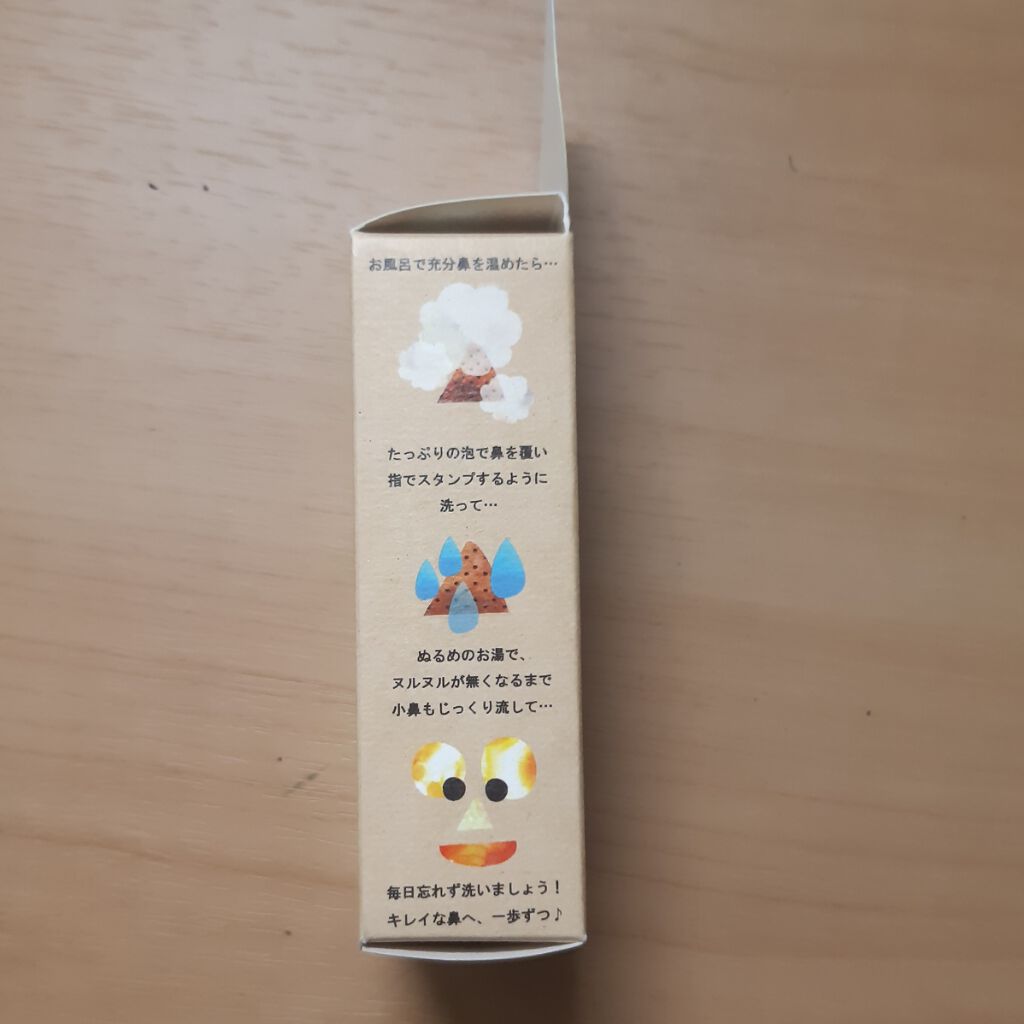 お風呂で充分鼻を温めたら…
たっぷりの泡で鼻を覆い
指でスタンプするように
洗って…
ぬるめのお湯で、
ヌルヌルが無くなるまで
小鼻もじっくり流して…
毎日忘れず洗いましょう！
キレイな鼻へ、一歩ずつ♪